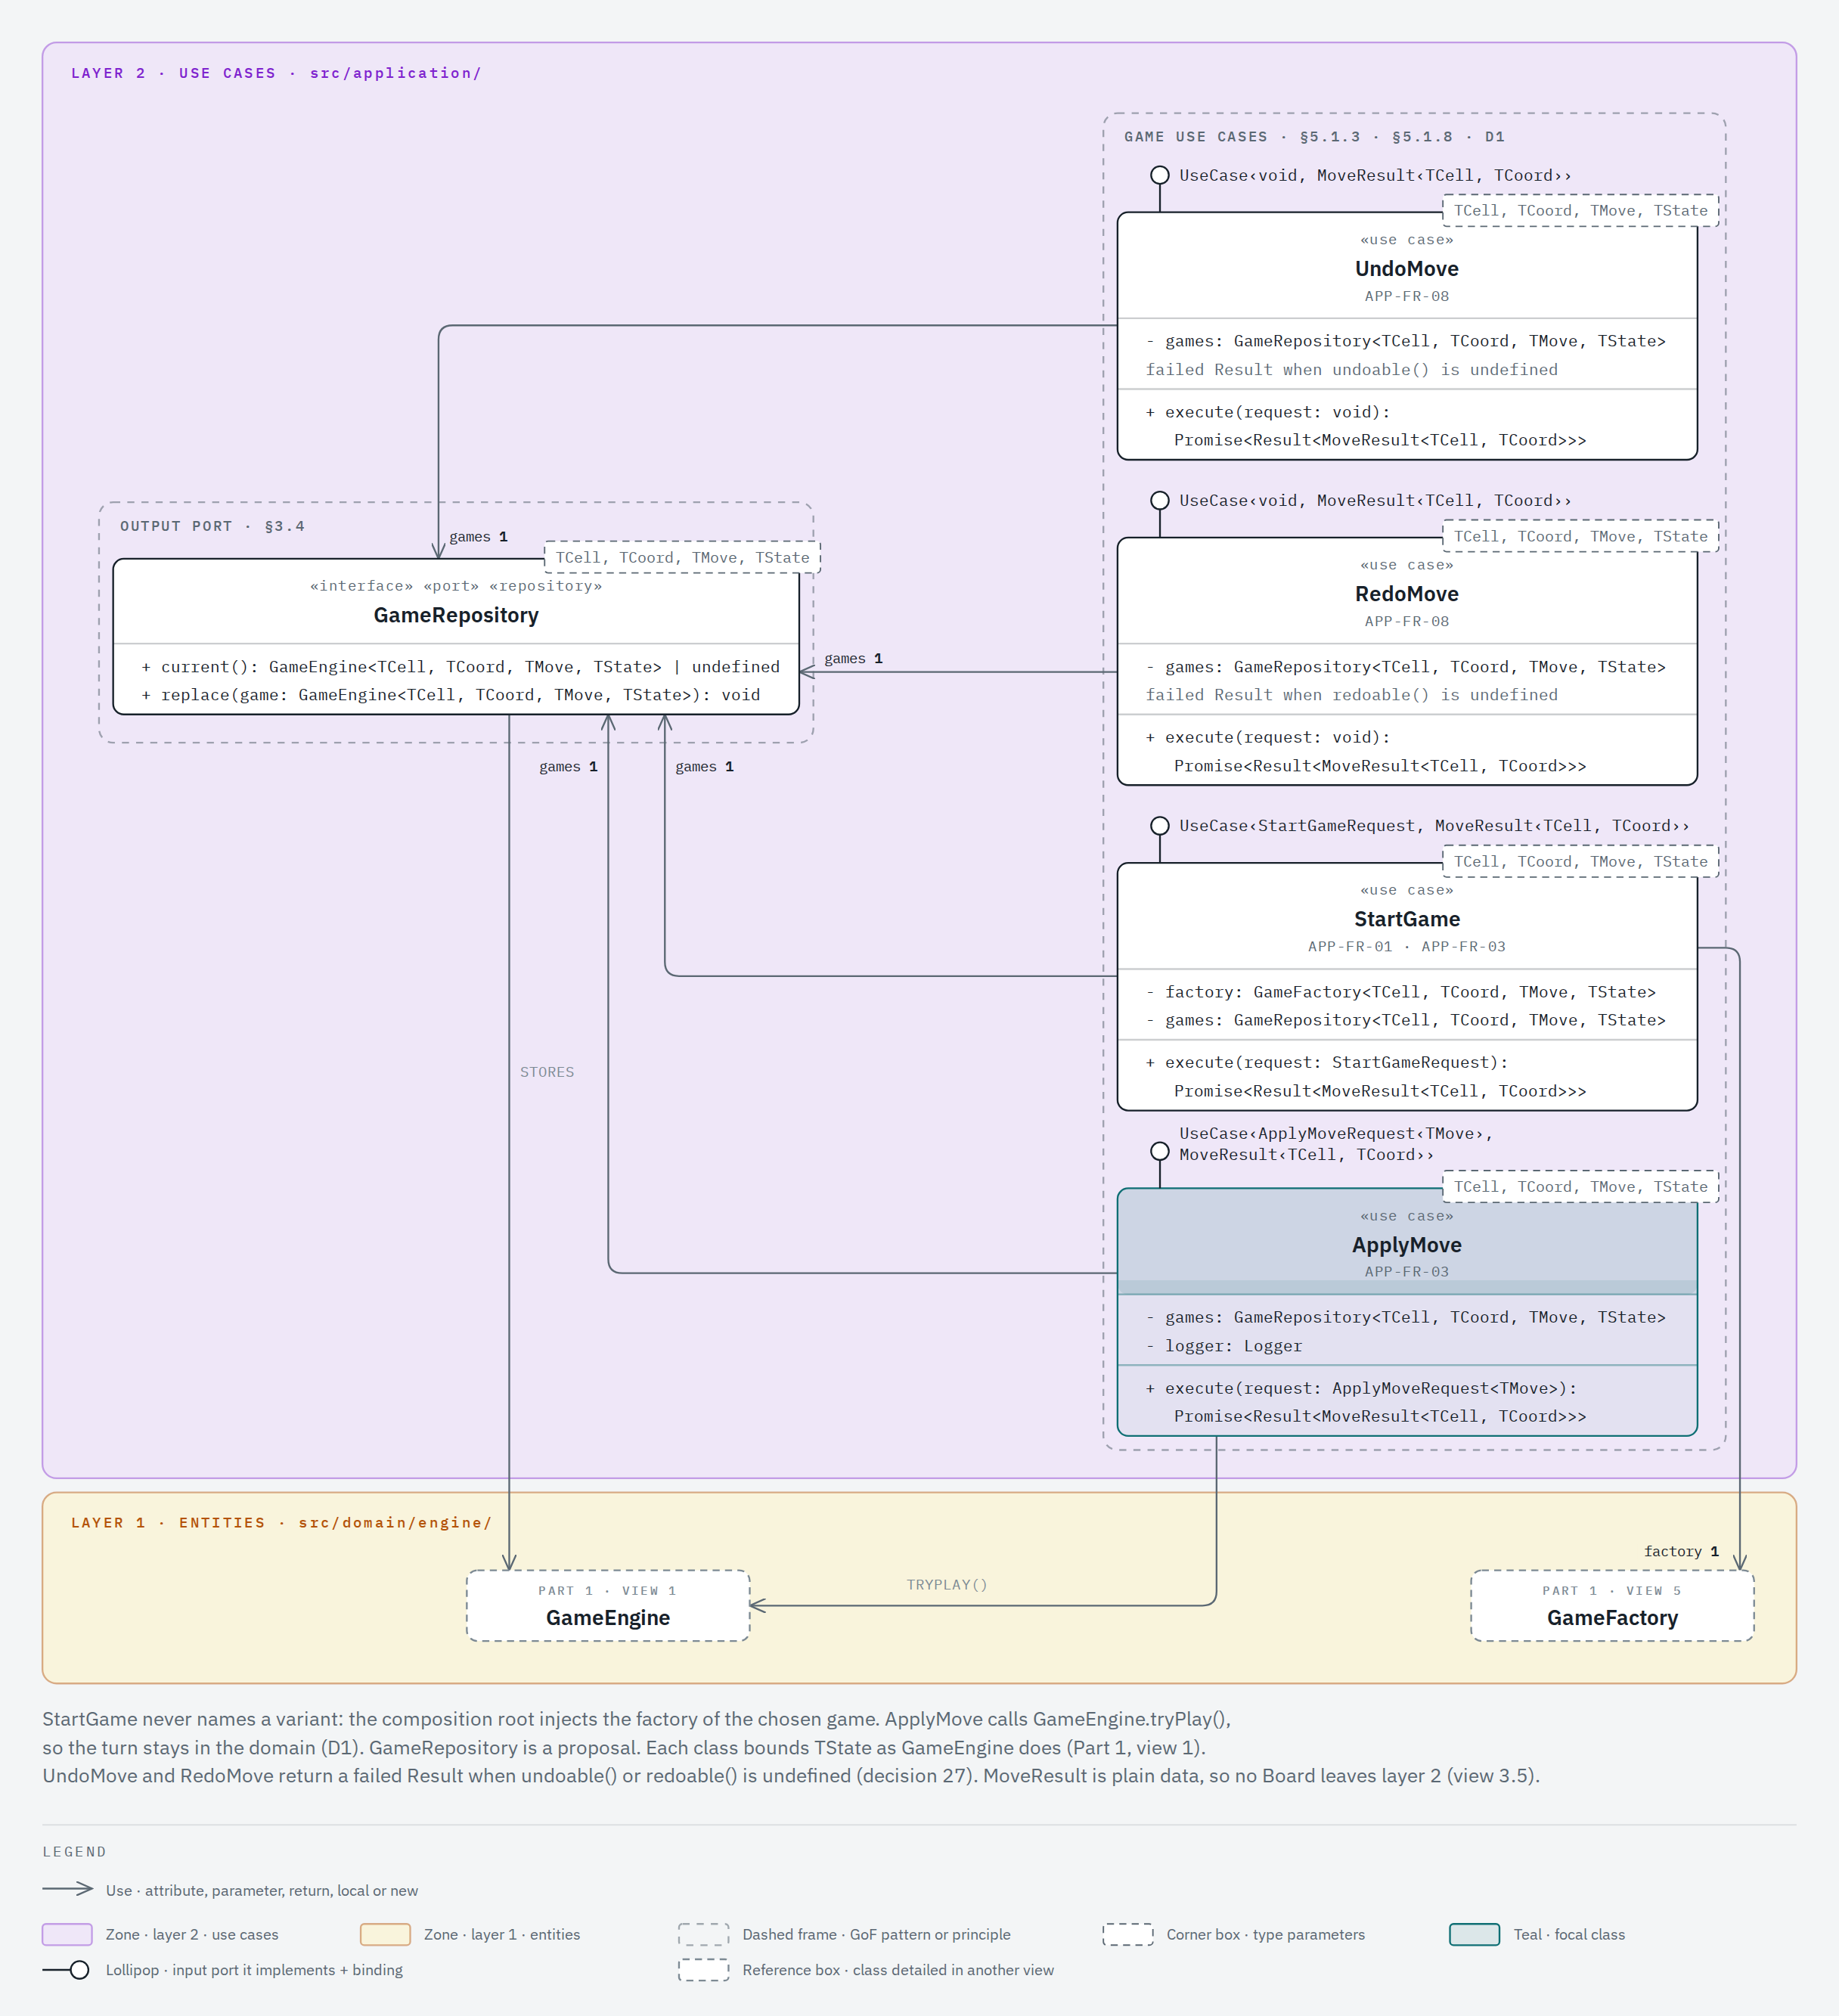 LAYER 2 · USE CASES · src/application/
GAME USE CASES · §5.1.3 · §5.1.8 · D1
UseCase‹void, MoveResult‹TCell, TCoord››
TCell, TCoord, TMove, TState
«use case»
UndoMove
APP-FR-08
- games: GameRepository<TCell, TCoord, TMove, TState>
failed Result when undoable() is undefined
+ execute(request: void):
Promise<Result<MoveResult<TCell, TCoord>>>
OUTPUT PORT · §3.4
games 1
TCell, TCoord, TMove, TState
«interface» «port» «repository»
GameRepository
+ current(): GameEngine<TCell, TCoord, TMove, TState> | undefined
+ replace(game: GameEngine<TCell, TCoord, TMove, TState>): void
games 1
games 1
games 1
UseCase‹void, MoveResult‹TCell, TCoord››
TCell, TCoord, TMove, TState
«use case»
RedoMove
APP-FR-08
- games: GameRepository<TCell, TCoord, TMove, TState>
failed Result when redoable() is undefined
+ execute(request: void):
Promise<Result<MoveResult<TCell, TCoord>>>
UseCase‹StartGameRequest, MoveResult‹TCell, TCoord››
TCell, TCoord, TMove, TState
«use case»
StartGame
APP-FR-01 · APP-FR-03
- factory: GameFactory<TCell, TCoord, TMove, TState>
- games: GameRepository<TCell, TCoord, TMove, TState>
+ execute(request: StartGameRequest):
Promise<Result<MoveResult<TCell, TCoord>>>
STORES
UseCase‹ApplyMoveRequest‹TMove›,
MoveResult‹TCell, TCoord››
TCell, TCoord, TMove, TState
«use case»
ApplyMove
APP-FR-03
- games: GameRepository<TCell, TCoord, TMove, TState>
- logger: Logger
+ execute(request: ApplyMoveRequest<TMove>):
Promise<Result<MoveResult<TCell, TCoord>>>
LAYER 1 · ENTITIES · src/domain/engine/
factory 1
PART 1 · VIEW 1
GameEngine
TRYPLAY()
PART 1 · VIEW 5
GameFactory
StartGame never names a variant: the composition root injects the factory of the chosen game. ApplyMove calls GameEngine.tryPlay(),
so the turn stays in the domain (D1). GameRepository is a proposal. Each class bounds TState as GameEngine does (Part 1, view 1).
UndoMove and RedoMove return a failed Result when undoable() or redoable() is undefined (decision 27). MoveResult is plain data, so no Board leaves layer 2 (view 3.5).
LEGEND
Use · attribute, parameter, return, local or new
Zone · layer 2 · use cases
Zone · layer 1 · entities
Dashed frame · GoF pattern or principle
Corner box · type parameters
Teal · focal class
Lollipop · input port it implements + binding
Reference box · class detailed in another view